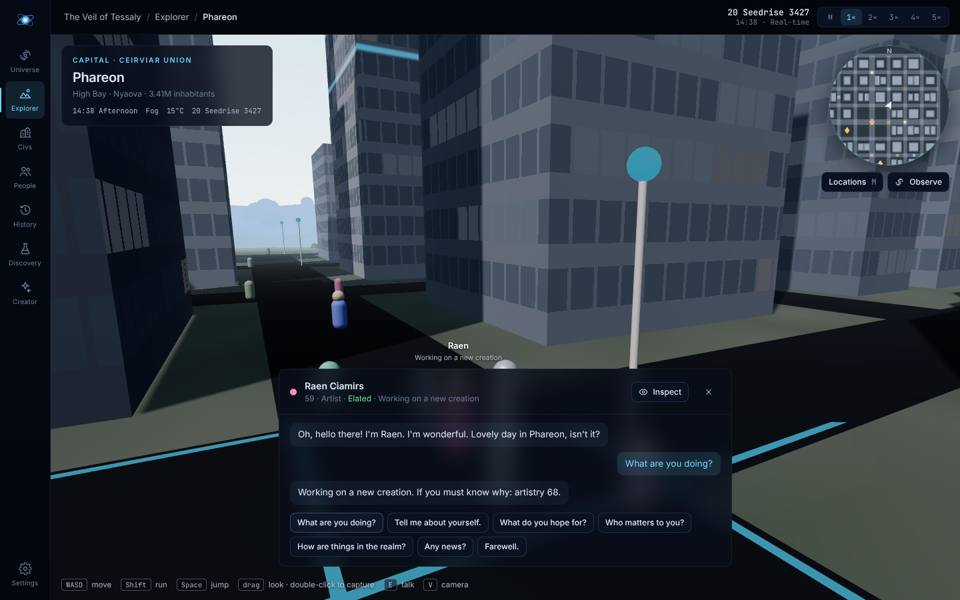 The Veil of Tessaly / Explorer / Phareon
20 Seedrise 3427
14:38 · Real-time
1× 2× 3× 4× 5×
Universe
Explorer
Civs
People
History
Discovery
Creator
Settings
CAPITAL · CEIRVIAR UNION
Phareon
High Bay · Nyaova · 3.41M inhabitants
14:38 Afternoon Fog 15°C 20 Seedrise 3427
N
Locations M
Observe
Raen
Working on a new creation
Raen Ciamirs
59 · Artist · Elated · Working on a new creation
Inspect ×
Oh, hello there! I'm Raen. I'm wonderful. Lovely day in Phareon, isn't it?
What are you doing?
Working on a new creation. If you must know why: artistry 68.
What are you doing? Tell me about yourself. What do you hope for? Who matters to you?
How are things in the realm? Any news? Farewell.
WASD move Shift run Space jump drag look · double-click to capture E talk V camera